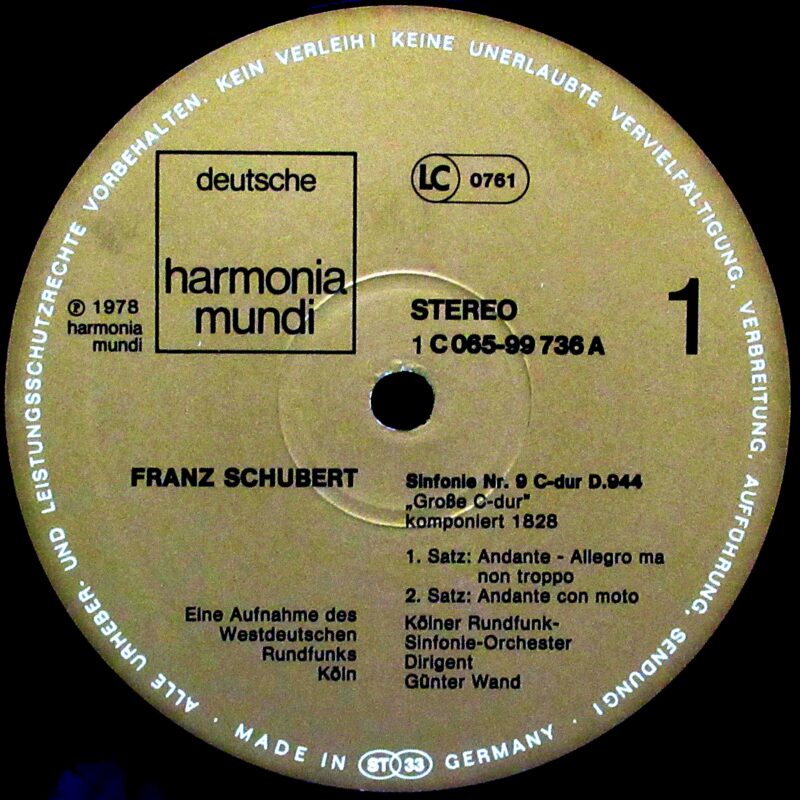 ALLE URHEBER- UND LEISTUNGSSCHUTZRECHTE VORBEHALTEN. KEIN VERLEIH! KEINE UNERLAUBTE VERVIELFÄLTIGUNG, VERBREITUNG, AUFFÜHRUNG, SENDUNG!
deutsche
harmonia
mundi
LC 0761
℗ 1978
harmonia
mundi
STEREO
1 C 065-99 736 A
1
FRANZ SCHUBERT
Sinfonie Nr. 9 C-dur D.944
„Große C-dur"
komponiert 1828
1. Satz: Andante - Allegro ma
non troppo
2. Satz: Andante con moto
Eine Aufnahme des
Westdeutschen
Rundfunks
Köln
Kölner Rundfunk-
Sinfonie-Orchester
Dirigent
Günter Wand
· MADE IN ST 33 GERMANY ·